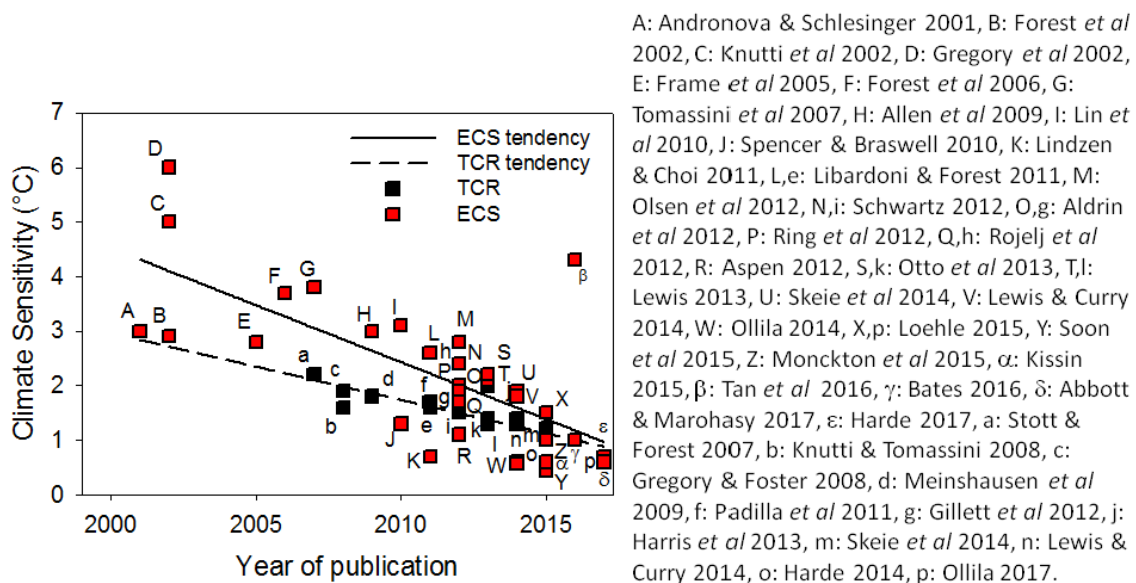 7
6
5
4
3
2
1
0
Climate Sensitivity (°C)
ECS tendency
TCR tendency
TCR
ECS
D
C
β
F
G
A
B
E
H
I
M
L
h
N
S
a
c
d
f
P
O
T
j
U
b
g
Q
V
X
e
i
k
J
l
n
m
ε
K
R
W
o
Z
α
γ
p
Y
δ
2000
2005
2010
2015
Year of publication
A: Andronova & Schlesinger 2001, B: Forest et al
2002, C: Knutti et al 2002, D: Gregory et al 2002,
E: Frame et al 2005, F: Forest et al 2006, G:
Tomassini et al 2007, H: Allen et al 2009, I: Lin et
al 2010, J: Spencer & Braswell 2010, K: Lindzen
& Choi 2011, L,e: Libardoni & Forest 2011, M:
Olsen et al 2012, N,i: Schwartz 2012, O,g: Aldrin
et al 2012, P: Ring et al 2012, Q,h: Rojelj et al
2012, R: Aspen 2012, S,k: Otto et al 2013, T,l:
Lewis 2013, U: Skeie et al 2014, V: Lewis & Curry
2014, W: Ollila 2014, X,p: Loehle 2015, Y: Soon
et al 2015, Z: Monckton et al 2015, α: Kissin
2015, β: Tan et al 2016, γ: Bates 2016, δ: Abbott
& Marohasy 2017, ε: Harde 2017, a: Stott &
Forest 2007, b: Knutti & Tomassini 2008, c:
Gregory & Foster 2008, d: Meinshausen et al
2009, f: Padilla et al 2011, g: Gillett et al 2012, j:
Harris et al 2013, m: Skeie et al 2014, n: Lewis &
Curry 2014, o: Harde 2014, p: Ollila 2017.